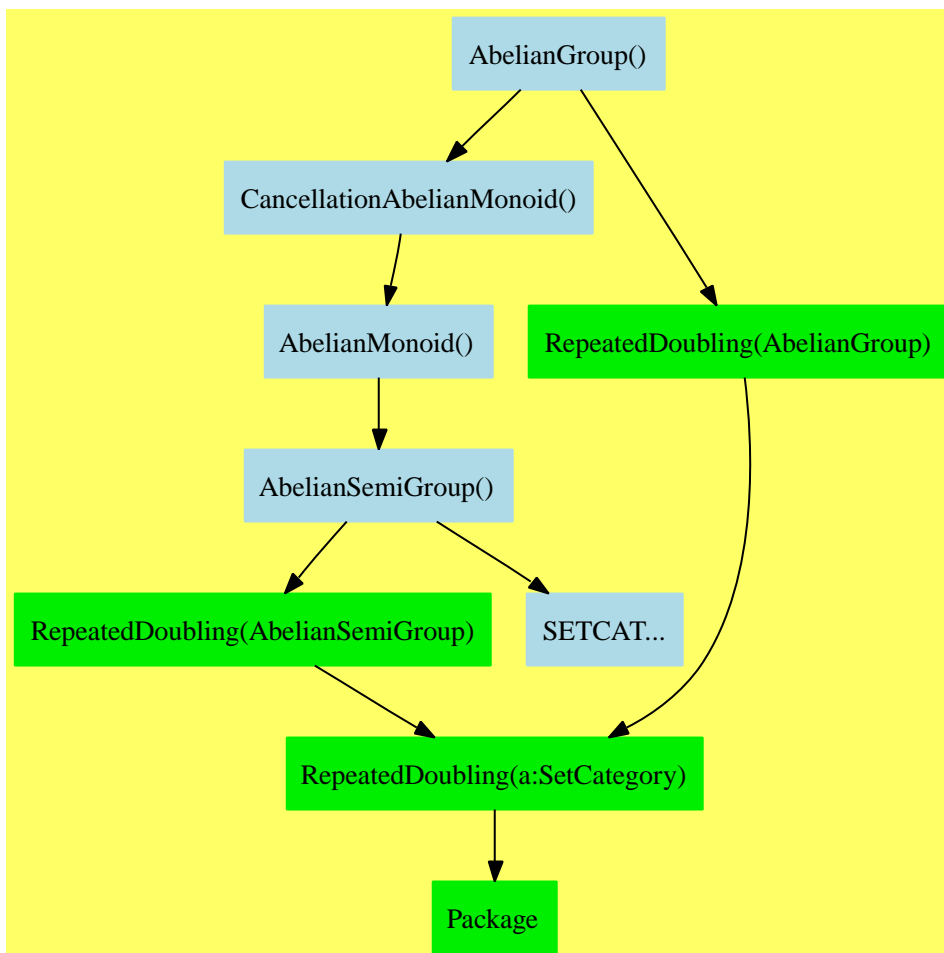 AbelianGroup()
CancellationAbelianMonoid()
AbelianMonoid()
RepeatedDoubling(AbelianGroup)
AbelianSemiGroup()
RepeatedDoubling(AbelianSemiGroup)
SETCAT...
RepeatedDoubling(a:SetCategory)
Package